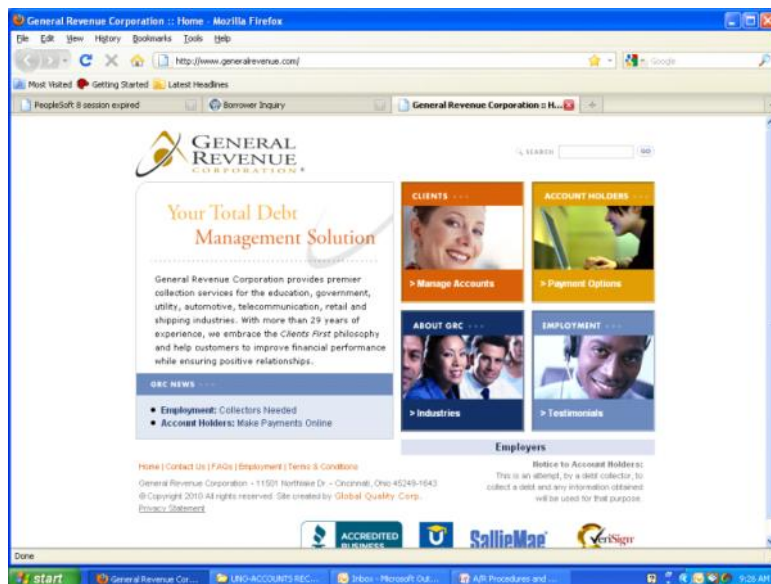 General Revenue Corporation :: Home - Mozilla Firefox
File Edit View History Bookmarks Tools Help
http://www.generalrevenue.com/
Google
Most Visited Getting Started Latest Headlines
PeopleSoft 8 session expired
Borrower Inquiry
General Revenue Corporation :: H...
GENERAL
REVENUE
CORPORATION
SEARCH
GO
Your Total Debt
Management Solution
General Revenue Corporation provides premier
collection services for the education, government,
utility, automotive, telecommunication, retail and
shipping industries. With more than 29 years of
experience, we embrace the Clients First philosophy
and help customers to improve financial performance
while ensuring positive relationships.
GRC NEWS
Employment: Collectors Needed
Account Holders: Make Payments Online
CLIENTS
> Manage Accounts
ACCOUNT HOLDERS
> Payment Options
ABOUT GRC
> Industries
EMPLOYMENT
> Testimonials
Employers
Notice to Account Holders:
This is an attempt, by a debt collector, to
collect a debt and any information obtained
will be used for that purpose.
Home | Contact Us | FAQs | Employment | Terms & Conditions
General Revenue Corporation - 11501 Northlake Dr. - Cincinnati, Ohio 45249-1643
© Copyright 2010 All rights reserved. Site created by Global Quality Corp.
Privacy Statement
ACCREDITED
BUSINESS
U
SallieMae
VeriSign
Done
start
General Revenue Cor...
UNO-ACCOUNTS REC...
Inbox - Microsoft Out...
A/R Procedures and ...
9:26 AM